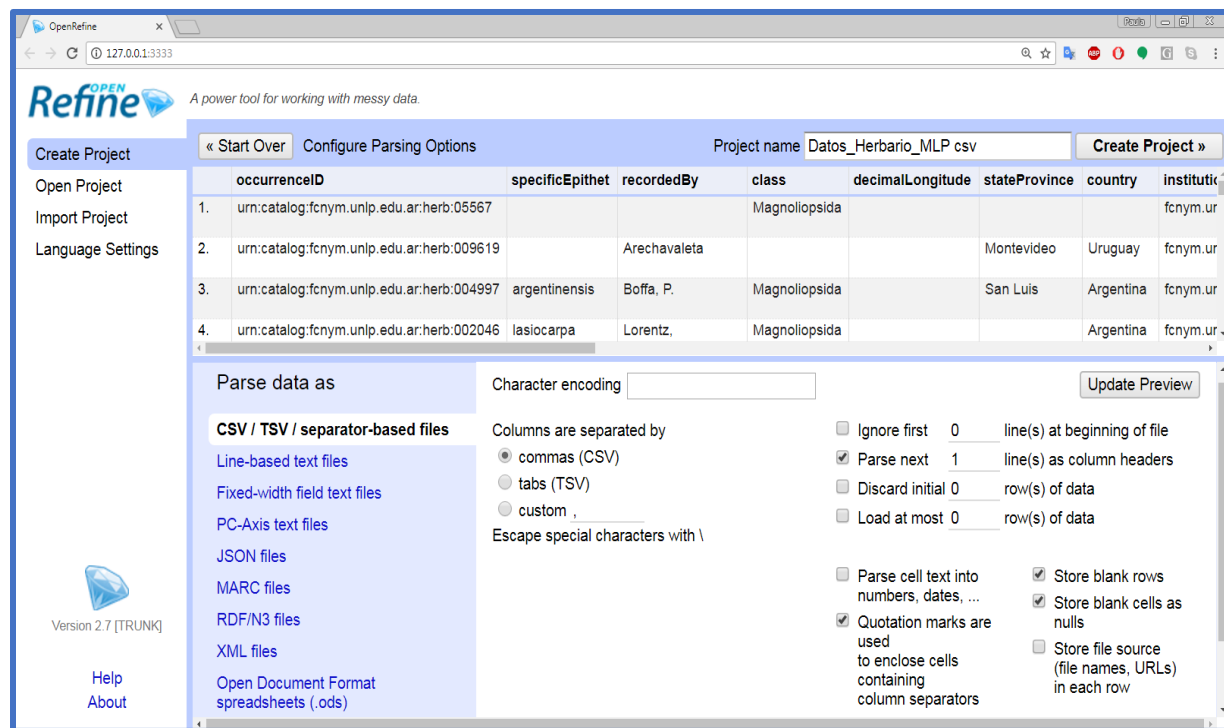 OpenRefine
Paula
127.0.0.1:3333
OPEN
Refine
A power tool for working with messy data.
Create Project
Open Project
Import Project
Language Settings
« Start Over Configure Parsing Options Project name Datos_Herbario_MLP csv Create Project »
occurrenceID specificEpithet recordedBy class decimalLongitude stateProvince country institutio
1. urn:catalog:fcnym.unlp.edu.ar:herb:05567 Magnoliopsida fcnym.ur
2. urn:catalog:fcnym.unlp.edu.ar:herb:009619 Arechavaleta Montevideo Uruguay fcnym.ur
3. urn:catalog:fcnym.unlp.edu.ar:herb:004997 argentinensis Boffa, P. Magnoliopsida San Luis Argentina fcnym.ur
4. urn:catalog:fcnym.unlp.edu.ar:herb:002046 lasiocarpa Lorentz, Magnoliopsida Argentina fcnym.ur
Parse data as
CSV / TSV / separator-based files
Line-based text files
Fixed-width field text files
PC-Axis text files
JSON files
MARC files
RDF/N3 files
XML files
Open Document Format
spreadsheets (.ods)
Character encoding
Update Preview
Columns are separated by
commas (CSV)
tabs (TSV)
custom ,
Escape special characters with \
Ignore first 0 line(s) at beginning of file
Parse next 1 line(s) as column headers
Discard initial 0 row(s) of data
Load at most 0 row(s) of data
Parse cell text into
numbers, dates, ...
Quotation marks are
used
to enclose cells
containing
column separators
Store blank rows
Store blank cells as
nulls
Store file source
(file names, URLs)
in each row
Version 2.7 [TRUNK]
Help
About